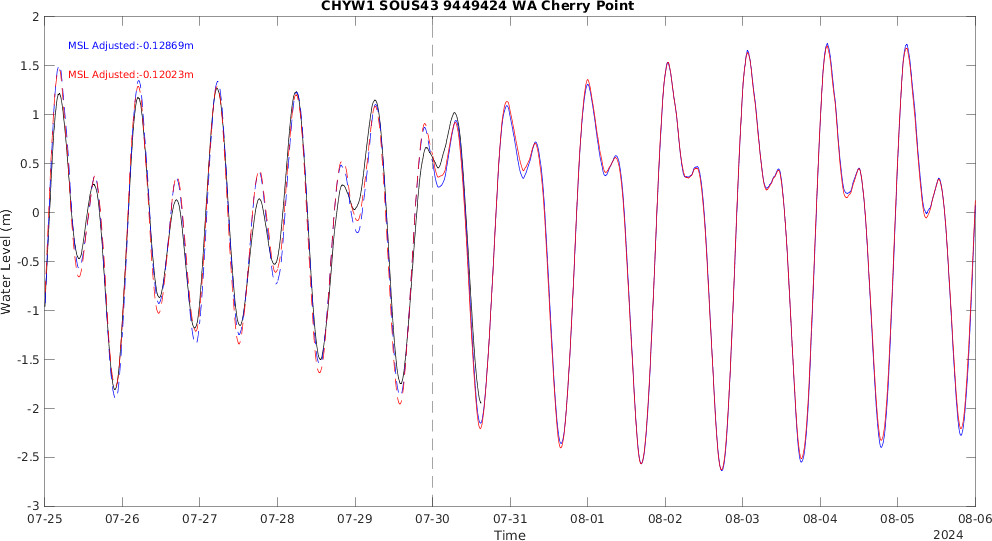 CHYW1 SOUS43 9449424 WA Cherry Point
MSL Adjusted:-0.12869m
MSL Adjusted:-0.12023m
Water Level (m)
2
1.5
1
0.5
0
-0.5
-1
-1.5
-2
-2.5
-3
07-25 07-26 07-27 07-28 07-29 07-30 07-31 08-01 08-02 08-03 08-04 08-05 08-06
Time
2024